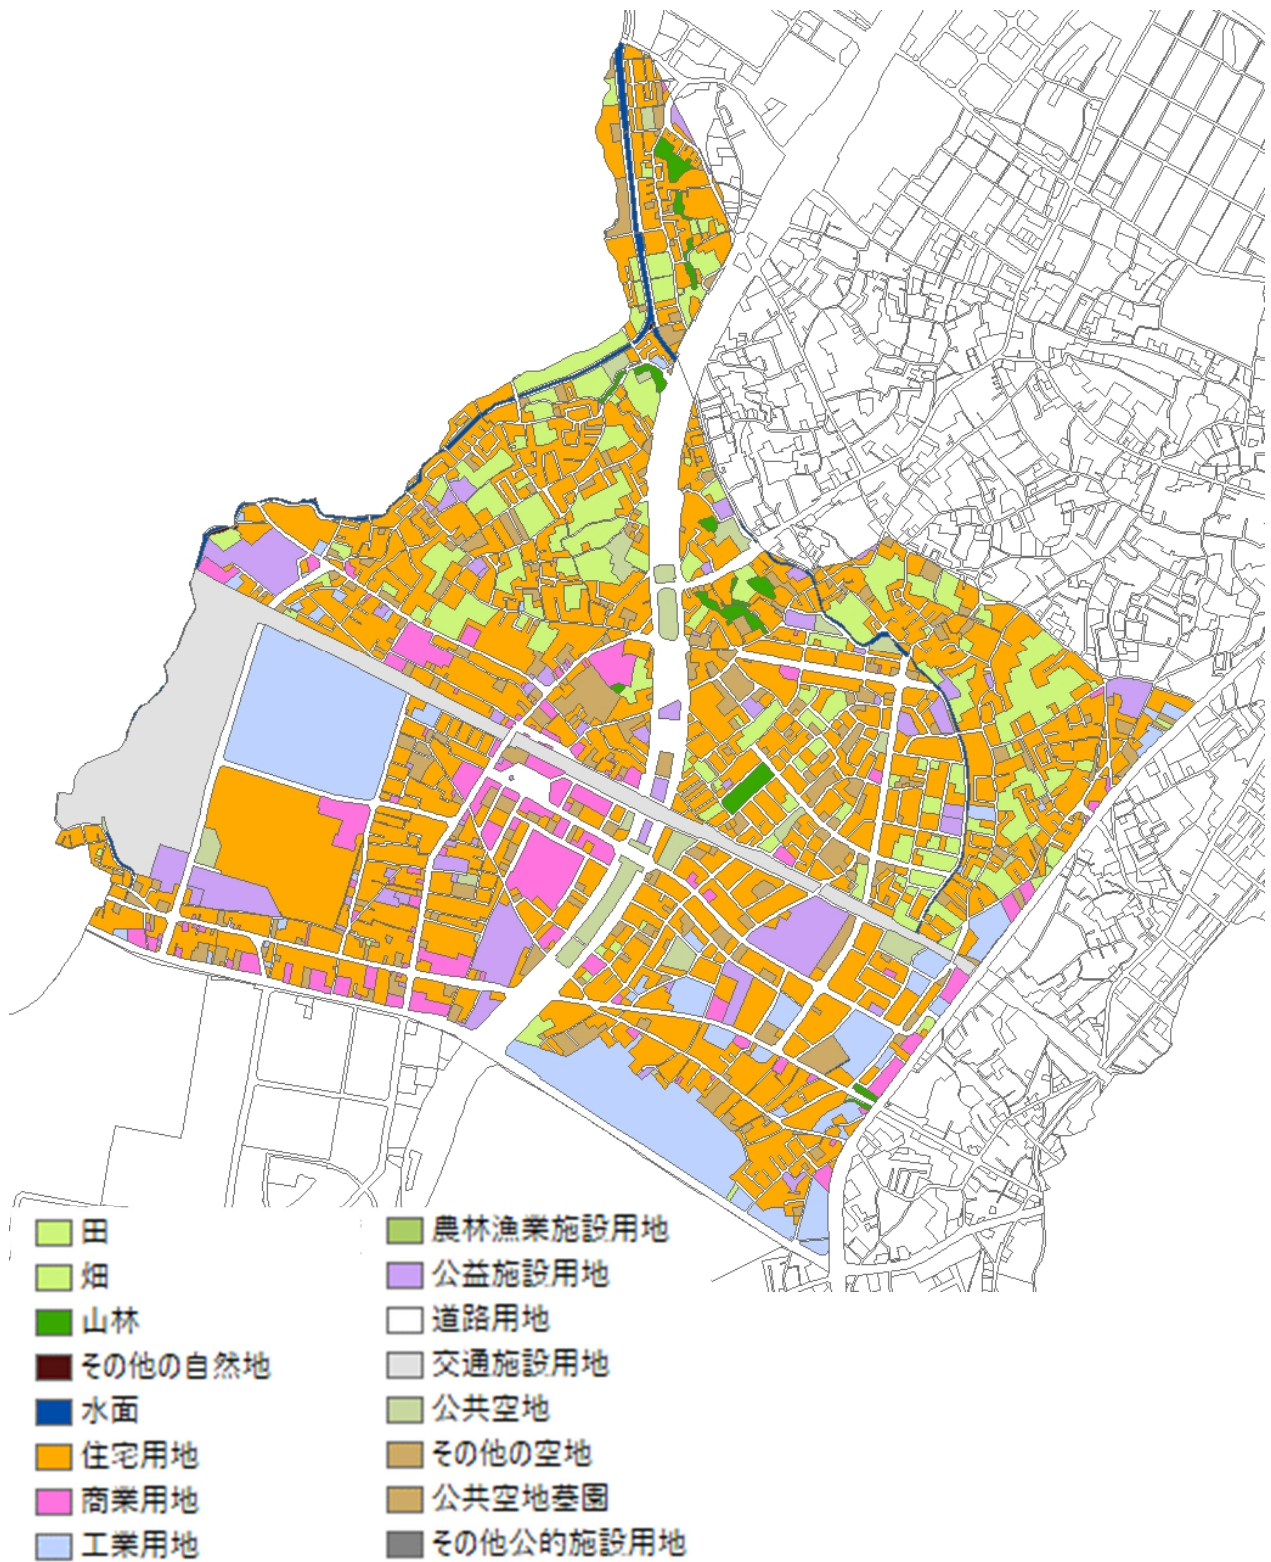 田
畑
山林
その他の自然地
水面
住宅用地
商業用地
工業用地
農林漁業施設用地
公益施設用地
道路用地
交通施設用地
公共空地
その他の空地
公共空地墓園
その他公的施設用地